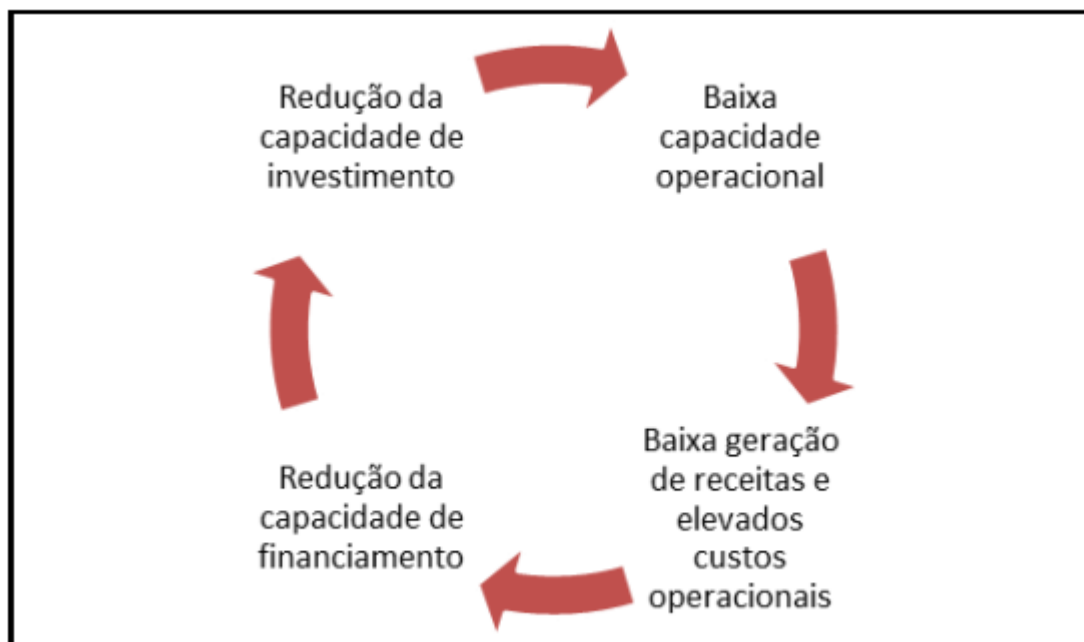 Redução da
capacidade de
investimento
Baixa
capacidade
operacional
Baixa geração
de receitas e
elevados
custos
operacionais
Redução da
capacidade de
financiamento